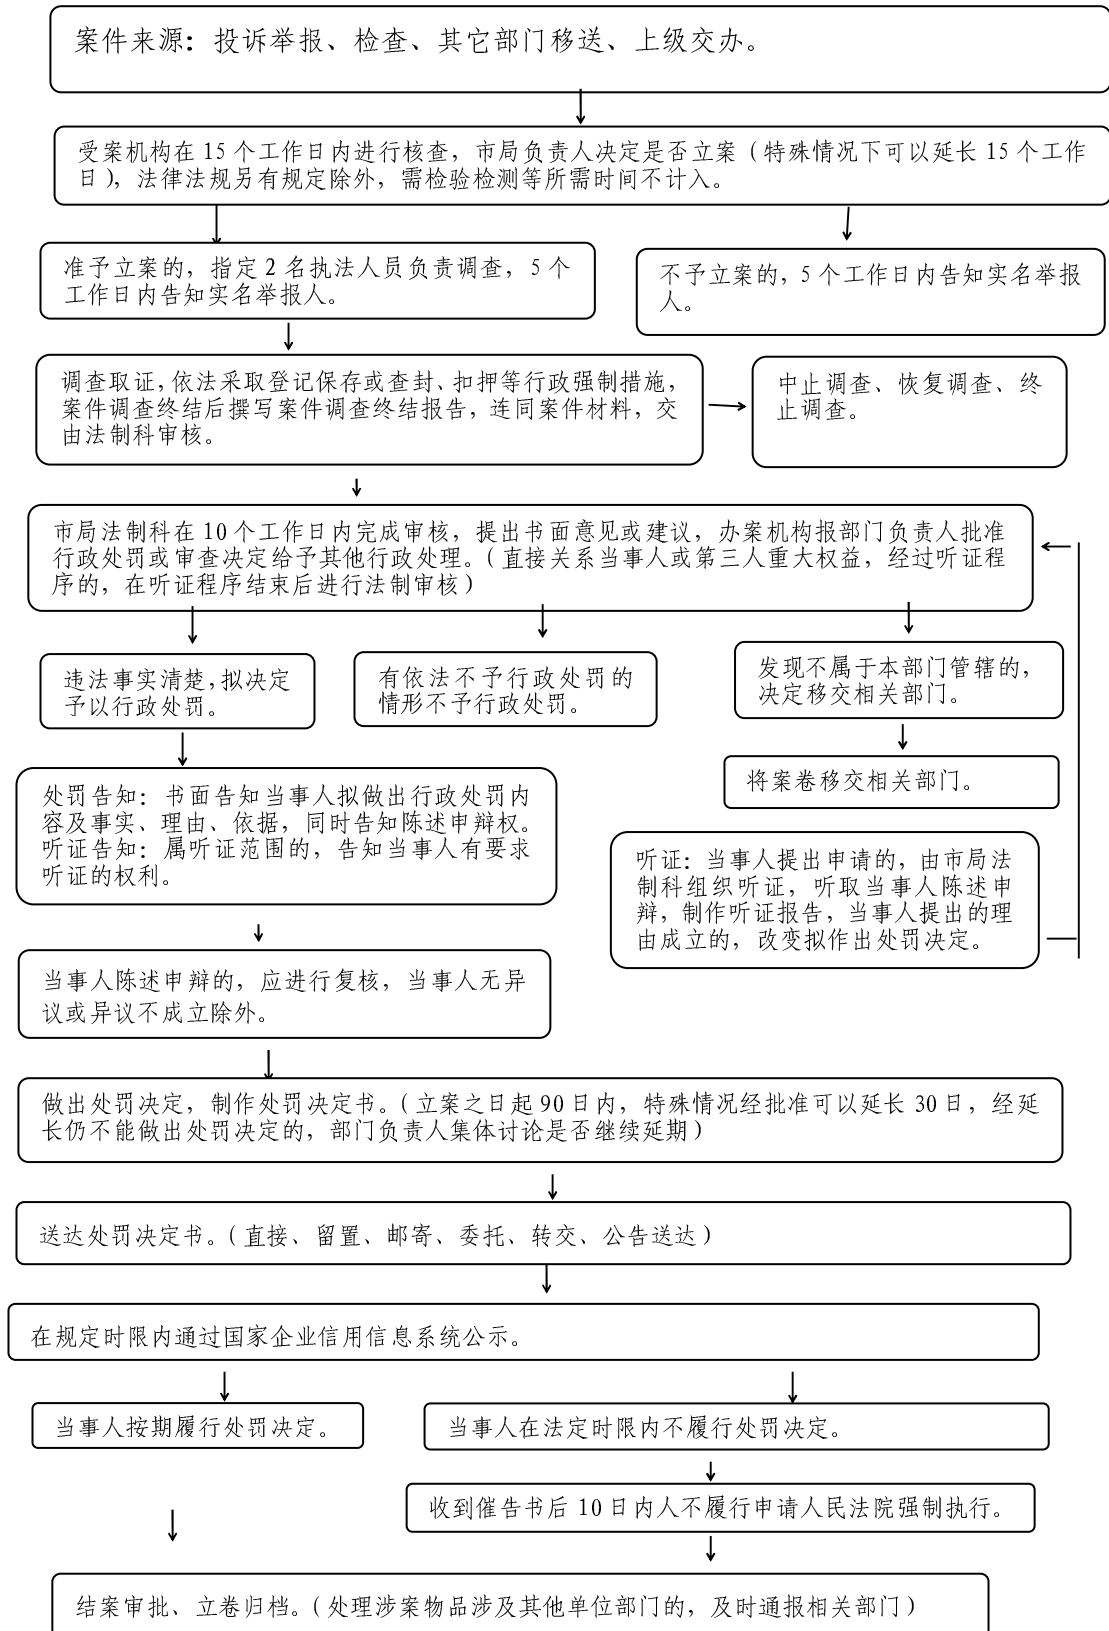 案件来源：投诉举报、检查、其它部门移送、上级交办。
受案机构在 15 个工作日内进行核查，市局负责人决定是否立案（特殊情况下可以延长 15 个工作
日），法律法规另有规定除外，需检验检测等所需时间不计入。
准予立案的，指定 2 名执法人员负责调查，5 个
工作日内告知实名举报人。
不予立案的，5 个工作日内告知实名举报
人。
调查取证，依法采取登记保存或查封、扣押等行政强制措施，
案件调查终结后撰写案件调查终结报告，连同案件材料，交
由法制科审核。
中止调查、恢复调查、终
止调查。
市局法制科在 10 个工作日内完成审核，提出书面意见或建议，办案机构报部门负责人批准
行政处罚或审查决定给予其他行政处理。（直接关系当事人或第三人重大权益，经过听证程
序的，在听证程序结束后进行法制审核）
违法事实清楚，拟决定
予以行政处罚。
有依法不予行政处罚的
情形不予行政处罚。
发现不属于本部门管辖的，
决定移交相关部门。
将案卷移交相关部门。
处罚告知：书面告知当事人拟做出行政处罚内
容及事实、理由、依据，同时告知陈述申辩权。
听证告知：属听证范围的，告知当事人有要求
听证的权利。
听证：当事人提出申请的，由市局法
制科组织听证，听取当事人陈述申
辩，制作听证报告，当事人提出的理
由成立的，改变拟作出处罚决定。
当事人陈述申辩的，应进行复核，当事人无异
议或异议不成立除外。
做出处罚决定，制作处罚决定书。（立案之日起 90 日内，特殊情况经批准可以延长 30 日，经延
长仍不能做出处罚决定的，部门负责人集体讨论是否继续延期）
送达处罚决定书。（直接、留置、邮寄、委托、转交、公告送达）
在规定时限内通过国家企业信用信息系统公示。
当事人按期履行处罚决定。
当事人在法定时限内不履行处罚决定。
收到催告书后 10 日内人不履行申请人民法院强制执行。
结案审批、立卷归档。（处理涉案物品涉及其他单位部门的，及时通报相关部门）